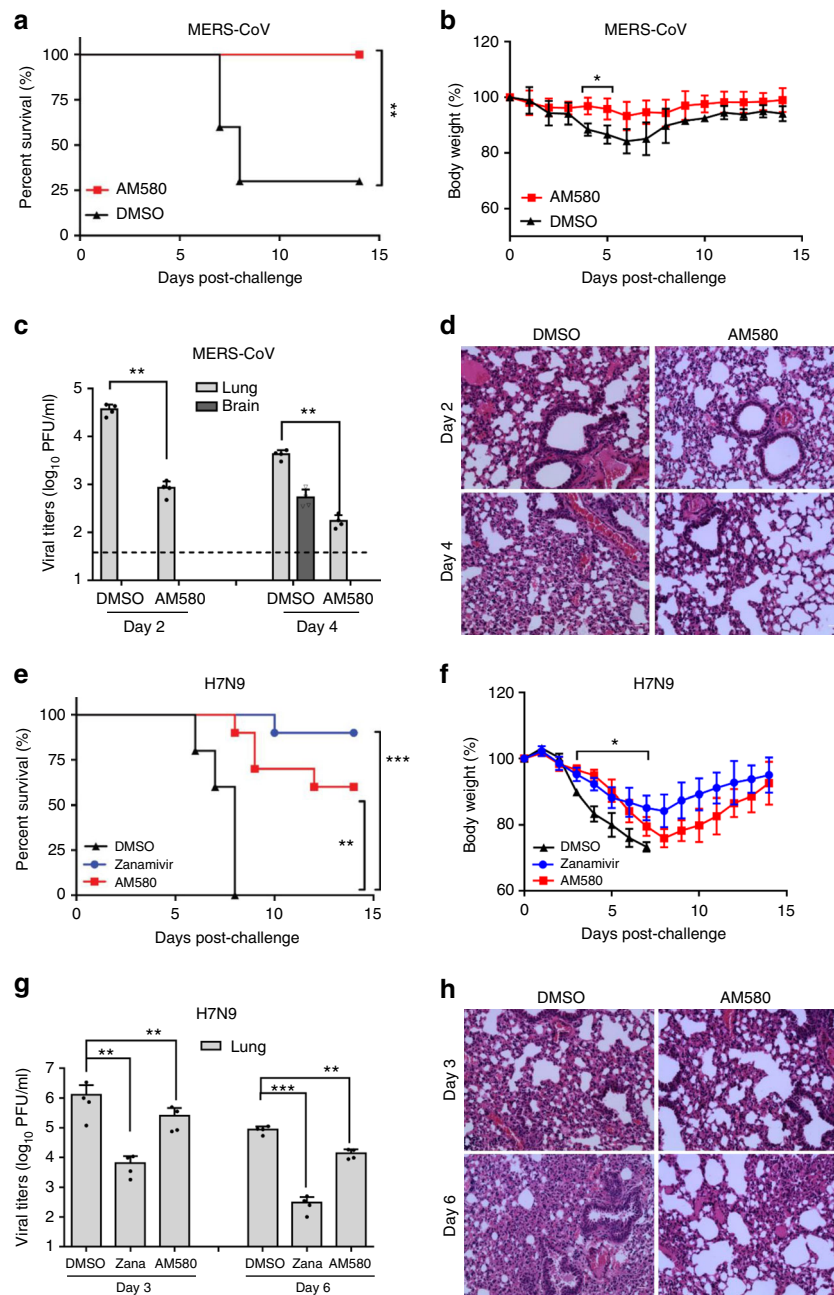 a
MERS-CoV
Percent survival (%)
100
75
50
25
0
0 5 10 15
Days post-challenge
AM580
DMSO
**
b
MERS-CoV
Body weight (%)
120
100
80
60
0 5 10 15
Days post-challenge
AM580
DMSO
*
c
MERS-CoV
Viral titers (log10 PFU/ml)
5
4
3
2
1
** **
Lung
Brain
DMSO AM580 DMSO AM580
Day 2 Day 4
d
DMSO AM580
Day 2
Day 4
e
H7N9
Percent survival (%)
100
75
50
25
0
0 5 10 15
Days post-challenge
DMSO
Zanamivir
AM580
***
**
f
H7N9
Body weight (%)
120
100
80
60
0 5 10 15
Days post-challenge
DMSO
Zanamivir
AM580
*
g
H7N9
Viral titers (log10 PFU/ml)
7
6
5
4
3
2
1
Lung
** ** *** **
DMSO Zana AM580 DMSO Zana AM580
Day 3 Day 6
h
DMSO AM580
Day 3
Day 6